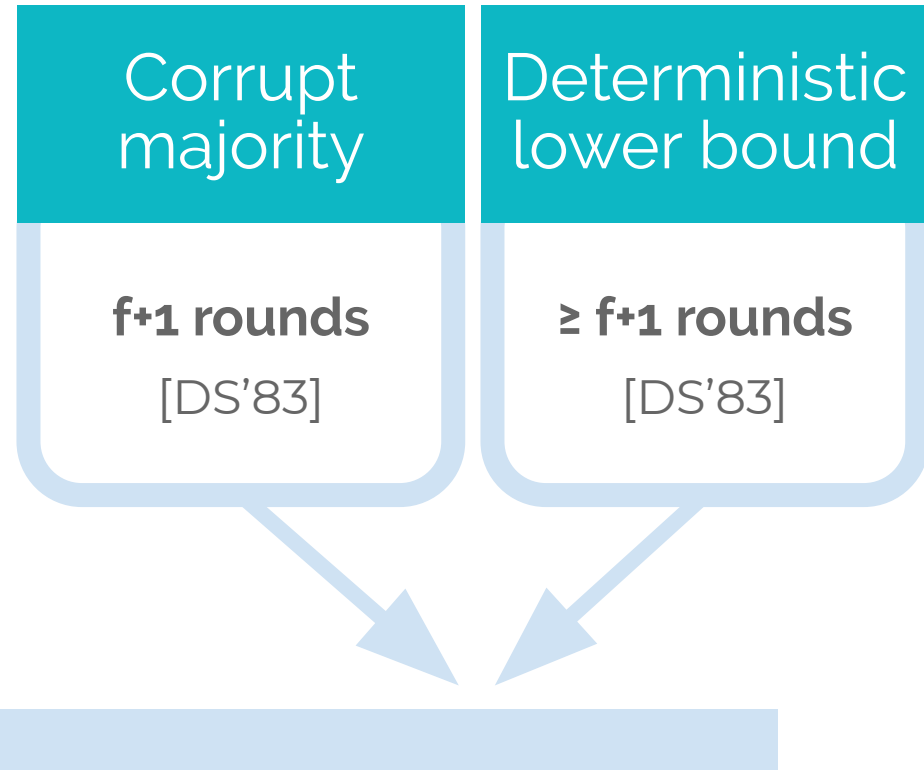 Corrupt
majority
f+1 rounds
[DS’83]
Deterministic
lower bound
≥ f+1 rounds
[DS’83]